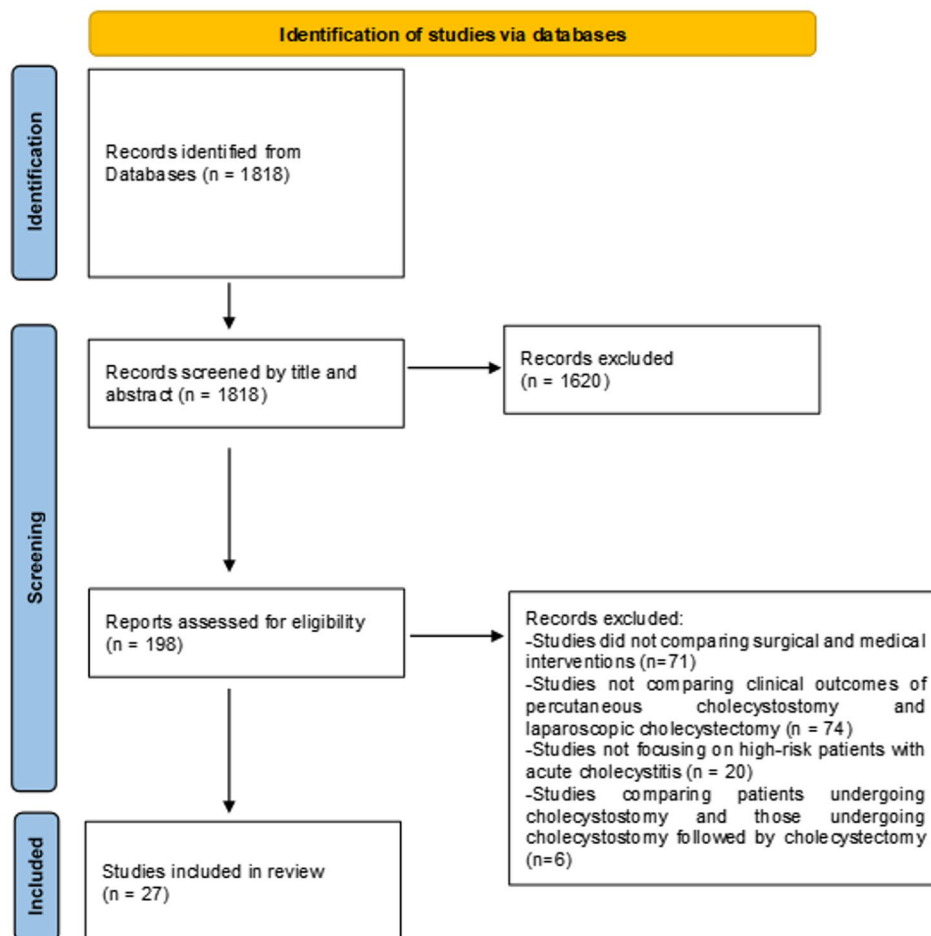 Identification of studies via databases
Identification
Records identified from
Databases (n = 1818)
Screening
Records screened by title and
abstract (n = 1818)
Records excluded
(n = 1620)
Reports assessed for eligibility
(n = 198)
Records excluded:
-Studies did not comparing surgical and medical
interventions (n=71)
-Studies not comparing clinical outcomes of
percutaneous cholecystostomy and
laparoscopic cholecystectomy (n = 74)
-Studies not focusing on high-risk patients with
acute cholecystitis (n = 20)
-Studies comparing patients undergoing
cholecystostomy and those undergoing
cholecystostomy followed by cholecystectomy
(n=6)
Included
Studies included in review
(n = 27)